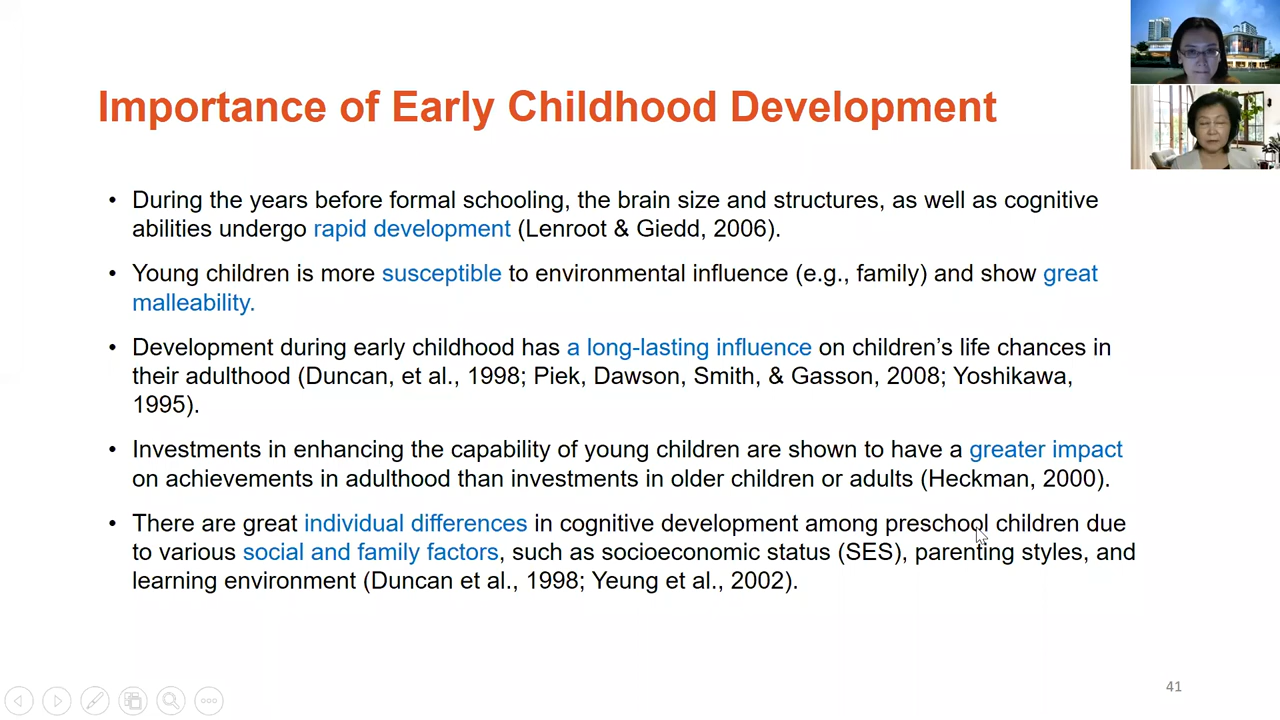 Importance of Early Childhood Development
• During the years before formal schooling, the brain size and structures, as well as cognitive
abilities undergo rapid development (Lenroot & Giedd, 2006).
• Young children is more susceptible to environmental influence (e.g., family) and show great
malleability.
• Development during early childhood has a long-lasting influence on children’s life chances in
their adulthood (Duncan, et al., 1998; Piek, Dawson, Smith, & Gasson, 2008; Yoshikawa,
1995).
• Investments in enhancing the capability of young children are shown to have a greater impact
on achievements in adulthood than investments in older children or adults (Heckman, 2000).
• There are great individual differences in cognitive development among preschool children due
to various social and family factors, such as socioeconomic status (SES), parenting styles, and
learning environment (Duncan et al., 1998; Yeung et al., 2002).
41